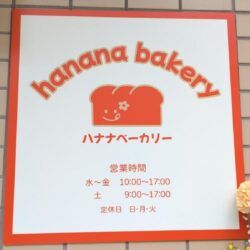 hanana bakery
ハナナベーカリー
営業時間
水～金 10:00～17:00
土 9:00～17:00
定休日 日・月・火